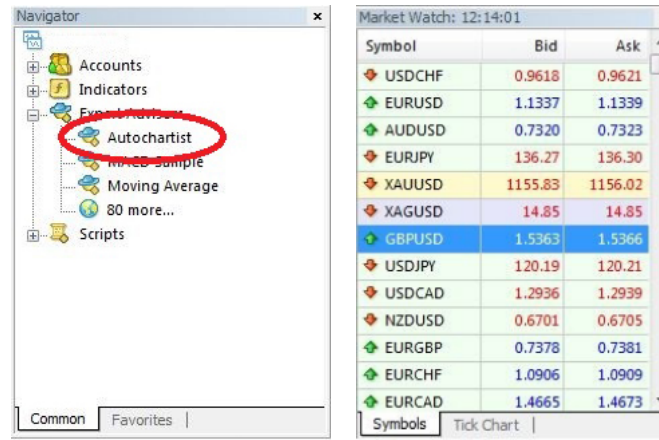 Navigator
Accounts
Indicators
Expert Advisors
Autochartist
MACD Sample
Moving Average
80 more...
Scripts
Common Favorites
Market Watch: 12:14:01
Symbol Bid Ask
USDCHF 0.9618 0.9621
EURUSD 1.1337 1.1339
AUDUSD 0.7320 0.7323
EURJPY 136.27 136.30
XAUUSD 1155.83 1156.02
XAGUSD 14.85 14.85
GBPUSD 1.5363 1.5366
USDJPY 120.19 120.21
USDCAD 1.2936 1.2939
NZDUSD 0.6701 0.6705
EURGBP 0.7378 0.7381
EURCHF 1.0906 1.0909
EURCAD 1.4665 1.4673
Symbols Tick Chart